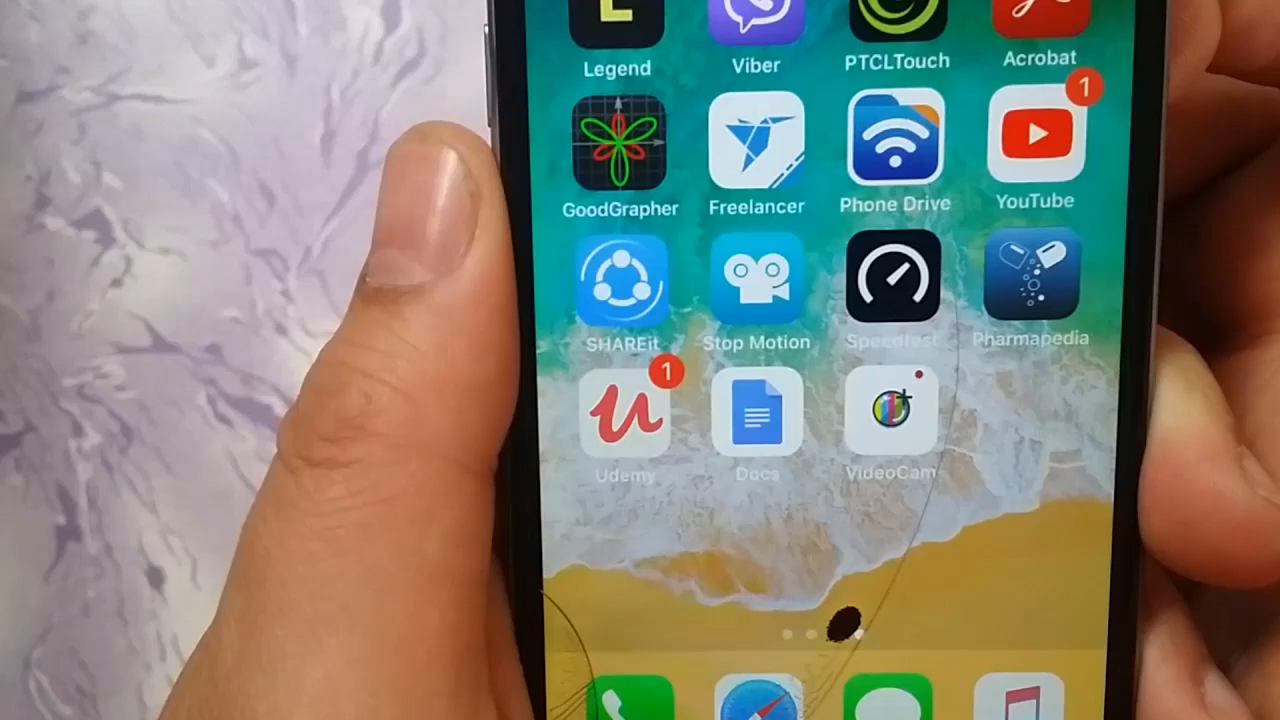 L
Legend Viber PTCLTouch Acrobat
1
GoodGrapher Freelancer Phone Drive YouTube
SHAREit Stop Motion Speedtest Pharmapedia
1
Udemy Docs VideoCam